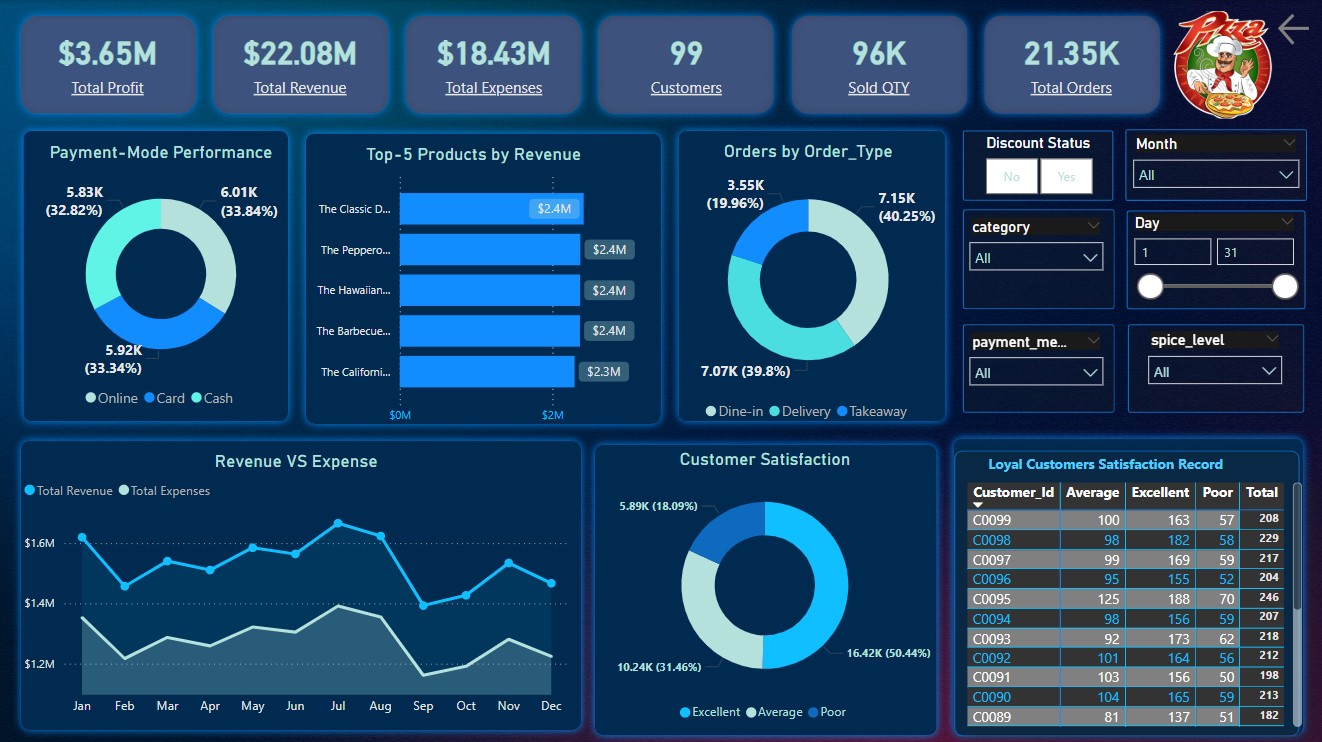 $3.65M
Total Profit
$22.08M
Total Revenue
$18.43M
Total Expenses
99
Customers
96K
Sold QTY
21.35K
Total Orders
Pizza
Payment-Mode Performance
5.83K
(32.82%)
6.01K
(33.84%)
5.92K
(33.34%)
Online Card Cash
Top-5 Products by Revenue
The Classic D... $2.4M
The Peppero... $2.4M
The Hawaiian... $2.4M
The Barbecue... $2.4M
The Californi... $2.3M
$0M $2M
Orders by Order_Type
3.55K
(19.96%)
7.15K
(40.25%)
7.07K (39.8%)
Dine-in Delivery Takeaway
Discount Status
No Yes
Month
All
category
All
Day
1 31
payment_me...
All
spice_level
All
Revenue VS Expense
Total Revenue Total Expenses
$1.6M
$1.4M
$1.2M
Jan Feb Mar Apr May Jun Jul Aug Sep Oct Nov Dec
Customer Satisfaction
5.89K (18.09%)
16.42K (50.44%)
10.24K (31.46%)
Excellent Average Poor
Loyal Customers Satisfaction Record
Customer_Id Average Excellent Poor Total
C0099 100 163 57 208
C0098 98 182 58 229
C0097 99 169 59 217
C0096 95 155 52 204
C0095 125 188 70 246
C0094 98 156 59 207
C0093 92 173 62 218
C0092 101 164 56 212
C0091 103 156 50 198
C0090 104 165 59 213
C0089 81 137 51 182